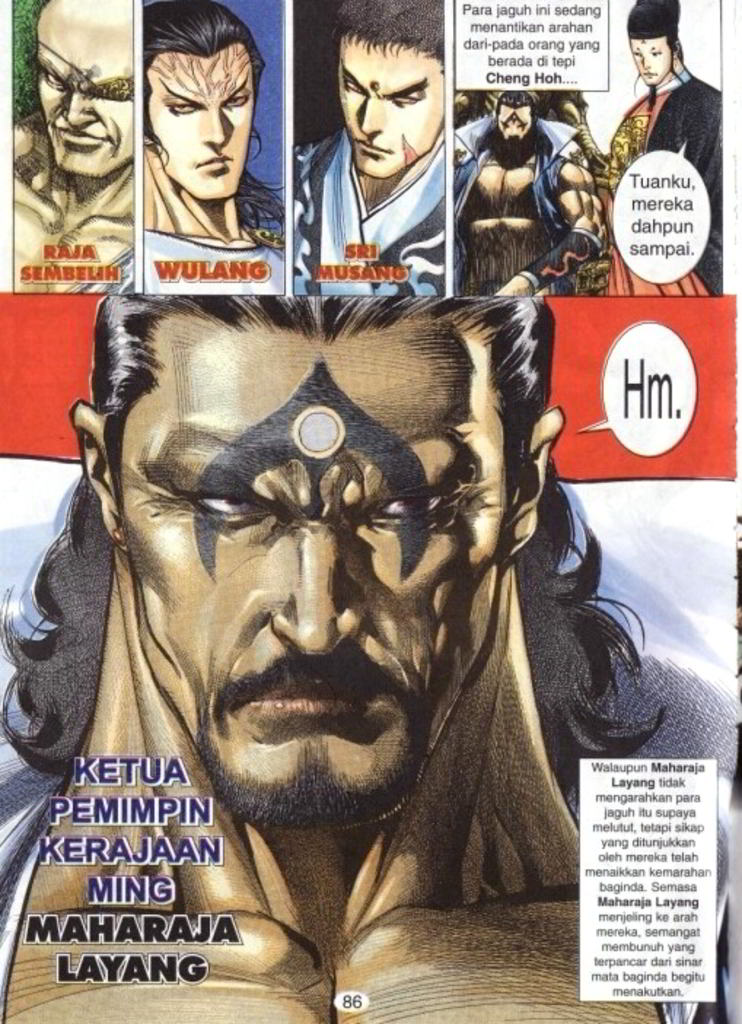 RAJA
SEMBELIH
WULANG
SRI
MUSANG
Para jaguh ini sedang
menantikan arahan
dari-pada orang yang
berada di tepi
Cheng Hoh....
Tuanku,
mereka
dahpun
sampai.
Hm.
KETUA
PEMIMPIN
KERAJAAN
MING
MAHARAJA
LAYANG
Walaupun Maharaja
Layang tidak
mengarahkan para
jaguh itu supaya
melutut, tetapi sikap
yang ditunjukkan
oleh mereka telah
menaikkan kemarahan
baginda. Semasa
Maharaja Layang
menjeling ke arah
mereka, semangat
membunuh yang
terpancar dari sinar
mata baginda begitu
menakutkan.
86